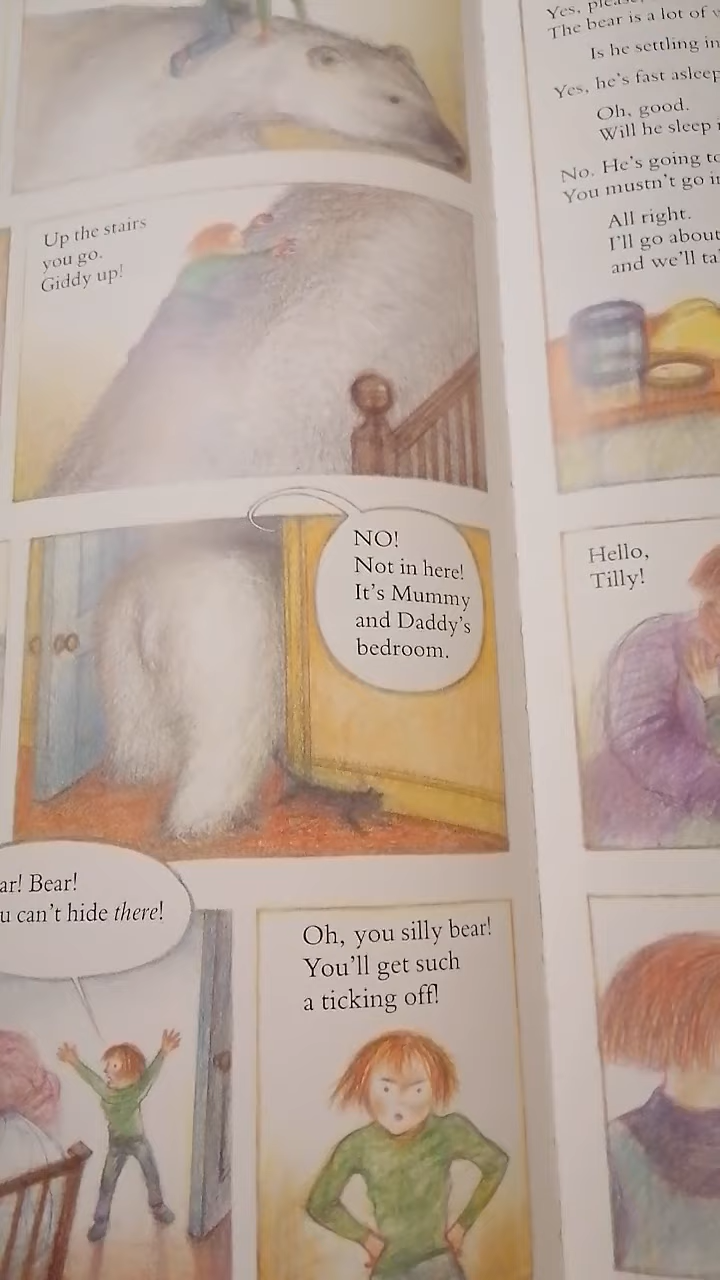 Up the stairs
you go.
Giddy up!
NO!
Not in here!
It's Mummy
and Daddy's
bedroom.
ar! Bear!
u can't hide there!
Oh, you silly bear!
You'll get such
a ticking off!
Yes, please
The bear is a lot of
Is he settling in
Yes, he's fast asleep
Oh, good.
Will he sleep
No. He's going to
You mustn't go in
All right.
I'll go about
and we'll
Hello,
Tilly!